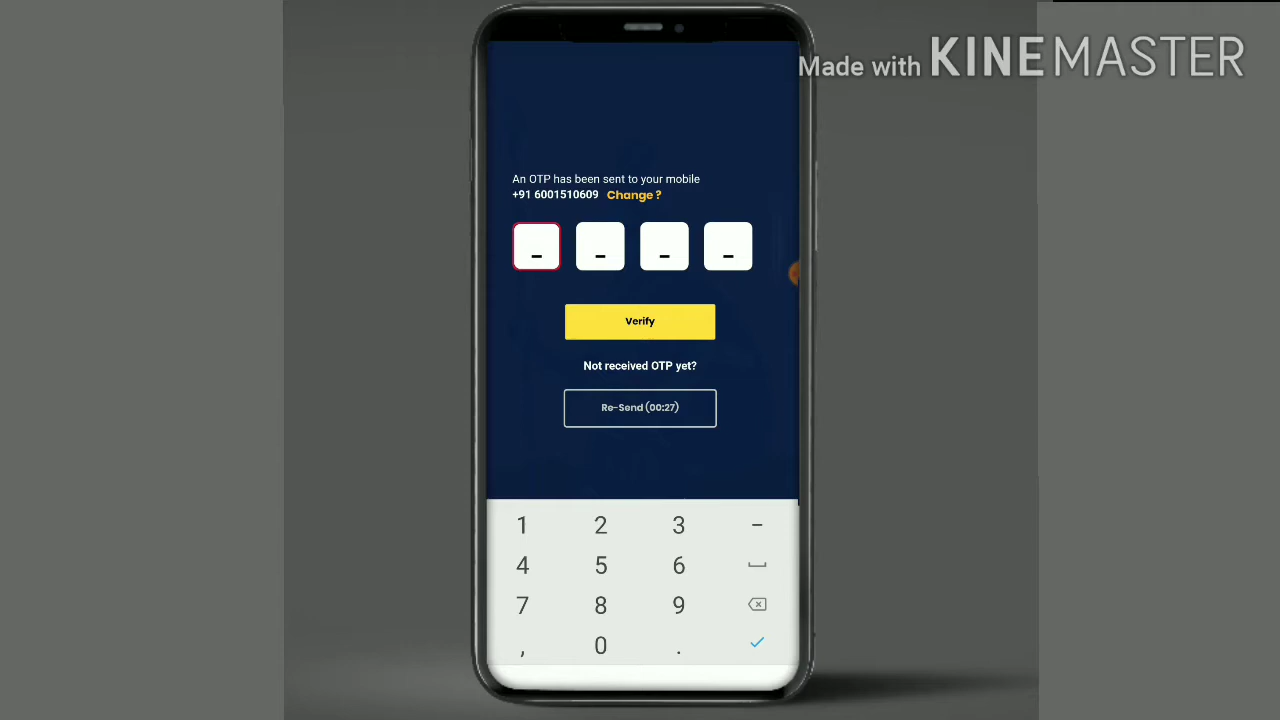 Made with KINEMASTER
An OTP has been sent to your mobile
+91 6001510609 Change ?
_ _ _ _
Verify
Not received OTP yet?
Re-Send (00:27)
1 2 3 -
4 5 6
7 8 9
, 0 .